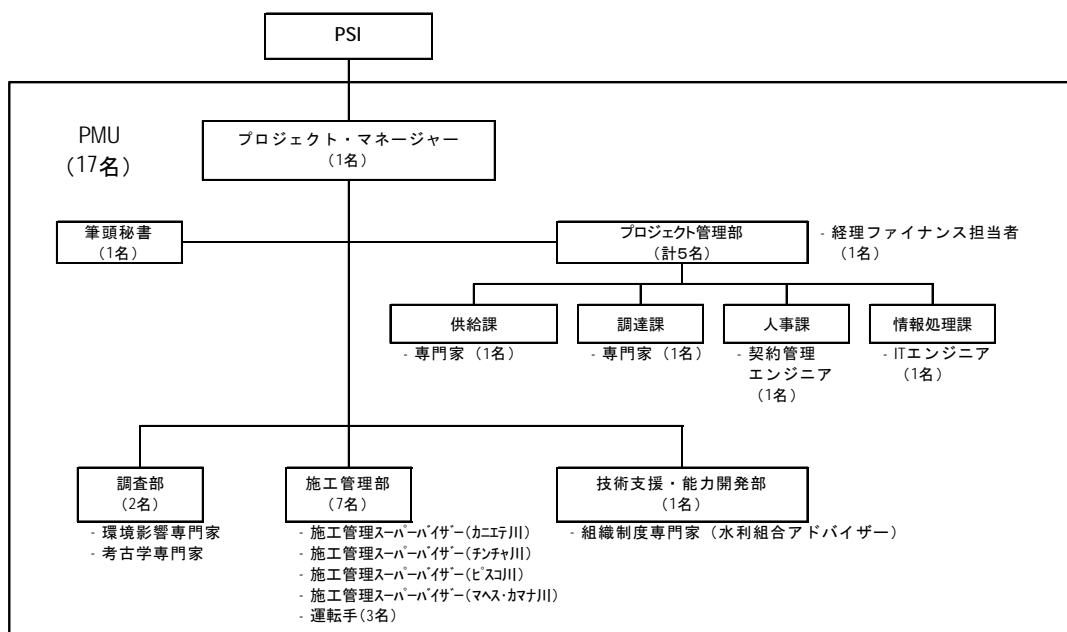 PSI
PMU
(17名)
プロジェクト・マネージャー
(1名)
筆頭秘書
(1名)
プロジェクト管理部
(計5名)
- 経理ファイナンス担当者
(1名)
供給課
- 専門家 (1名)
調達課
- 専門家 (1名)
人事課
- 契約管理
エンジニア
(1名)
情報処理課
- ITエンジニア
(1名)
調査部
(2名)
- 環境影響専門家
- 考古学専門家
施工管理部
(7名)
- 施工管理スーパーバイザー(カニエテ川)
- 施工管理スーパーバイザー(チンチャ川)
- 施工管理スーパーバイザー(ピスコ川)
- 施工管理スーパーバイザー(マヘス・カマナ川)
- 運転手(3名)
技術支援・能力開発部
(1名)
- 組織制度専門家 (水利組合アドバイザー)